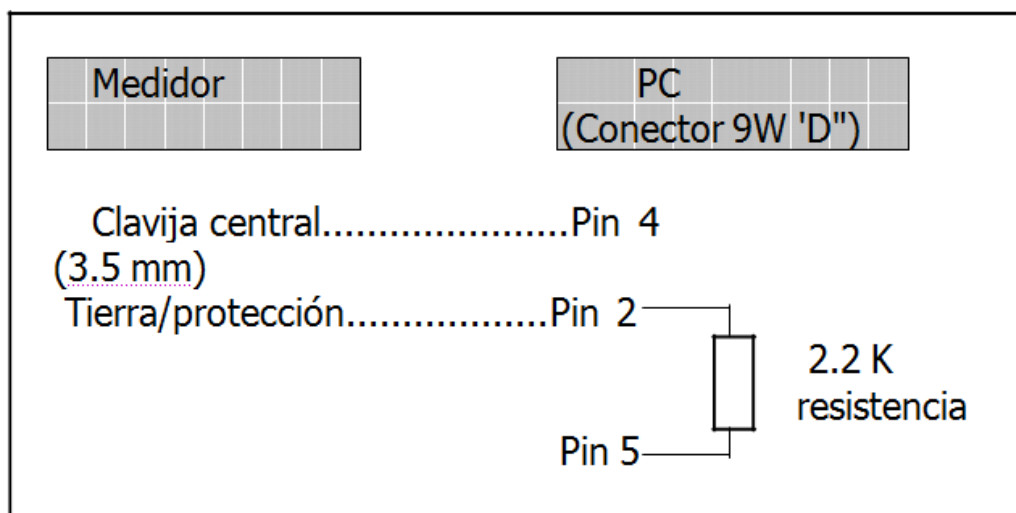 Medidor
PC
(Conector 9W 'D")
Clavija central......................Pin 4
(3.5 mm)
Tierra/protección..................Pin 2
2.2 K
resistencia
Pin 5